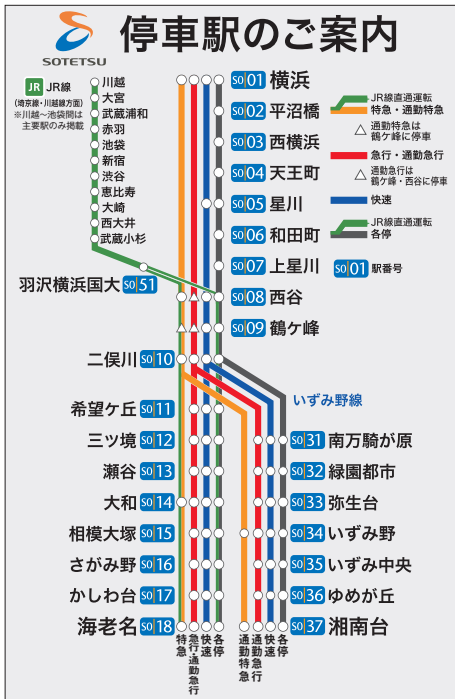 SOTETSU
停車駅のご案内
JR JR線
(埼京線・川越線方面)
※川越～池袋間は
主要駅のみ掲載
川越
大宮
武蔵浦和
赤羽
池袋
新宿
渋谷
恵比寿
大崎
西大井
武蔵小杉
羽沢横浜国大 SO51
SO01 横浜
SO02 平沼橋
SO03 西横浜
SO04 天王町
SO05 星川
SO06 和田町
SO07 上星川
SO08 西谷
SO09 鶴ケ峰
JR線直通運転
特急・通勤特急
通勤特急は
鶴ケ峰に停車
急行・通勤急行
通勤急行は
鶴ケ峰・西谷に停車
快速
JR線直通運転
各停
SO01 駅番号
二俣川 SO10
希望ケ丘 SO11
三ツ境 SO12
瀬谷 SO13
大和 SO14
相模大塚 SO15
さがみ野 SO16
かしわ台 SO17
海老名 SO18
いずみ野線
SO31 南万騎が原
SO32 緑園都市
SO33 弥生台
SO34 いずみ野
SO35 いずみ中央
SO36 ゆめが丘
SO37 湘南台
特急
急行・通勤急行
快速
各停
通勤特急
通勤急行
快速
各停